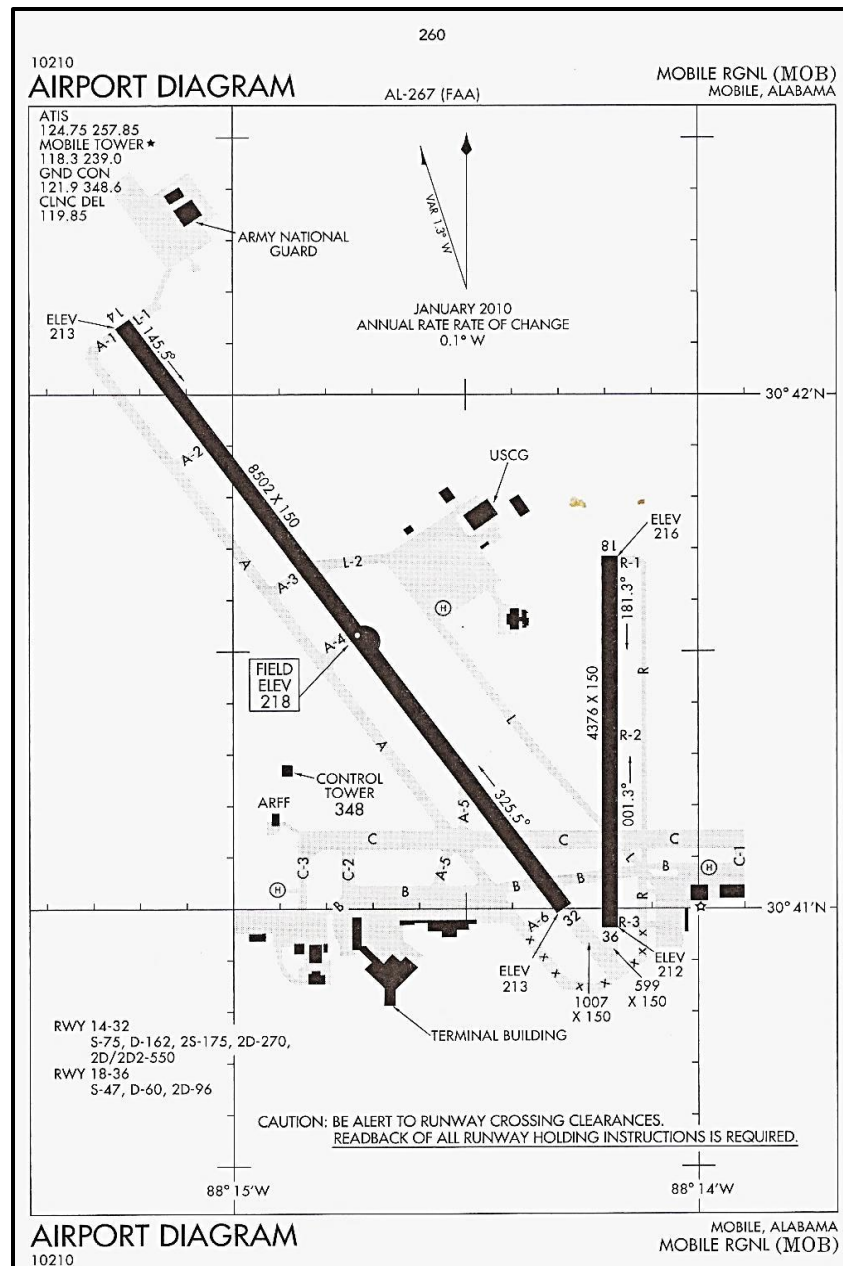 260
10210
AIRPORT DIAGRAM
AL-267 (FAA)
MOBILE RGNL (MOB)
MOBILE, ALABAMA
ATIS
124.75 257.85
MOBILE TOWER★
118.3 239.0
GND CON
121.9 348.6
CLNC DEL
119.85
ARMY NATIONAL
GUARD
VAR 1.3° W
JANUARY 2010
ANNUAL RATE RATE OF CHANGE
0.1° W
ELEV
213
14
L-1
A-1
145.5°
30° 42'N
A-2
8502 X 150
USCG
ELEV
216
18
R-1
A
A-3
L-2
181.3°
H
A-4
FIELD
ELEV
218
4376 X 150
R
L
A
R-2
CONTROL
TOWER
348
325.5°
001.3°
ARFF
A-5
C
C
C
C-3
C-2
A-5
L
B
C-1
H
H
B
B
B
B
R
30° 41'N
A-6
32
R-3
36
ELEV
213
ELEV
212
1007
X 150
599
X 150
TERMINAL BUILDING
RWY 14-32
S-75, D-162, 2S-175, 2D-270,
2D/2D2-550
RWY 18-36
S-47, D-60, 2D-96
CAUTION: BE ALERT TO RUNWAY CROSSING CLEARANCES.
READBACK OF ALL RUNWAY HOLDING INSTRUCTIONS IS REQUIRED.
88° 15'W
88° 14'W
AIRPORT DIAGRAM
10210
MOBILE, ALABAMA
MOBILE RGNL (MOB)